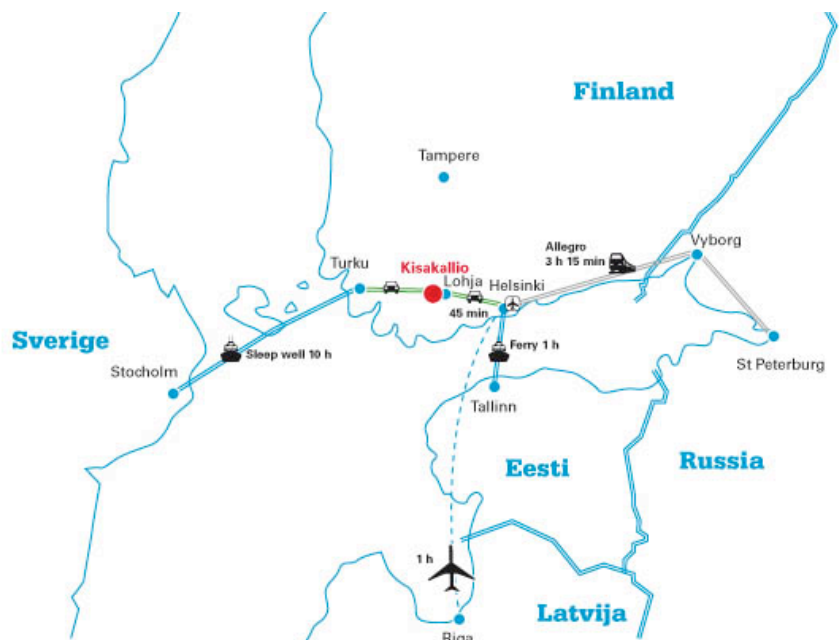 Finland
Tampere
Allegro
3 h 15 min
Vyborg
Turku
Kisakallio
Lohja
Helsinki
45 min
Sverige
Sleep well 10 h
Ferry 1 h
St Peterburg
Stocholm
Tallinn
Eesti
Russia
1 h
Latvija
Riga